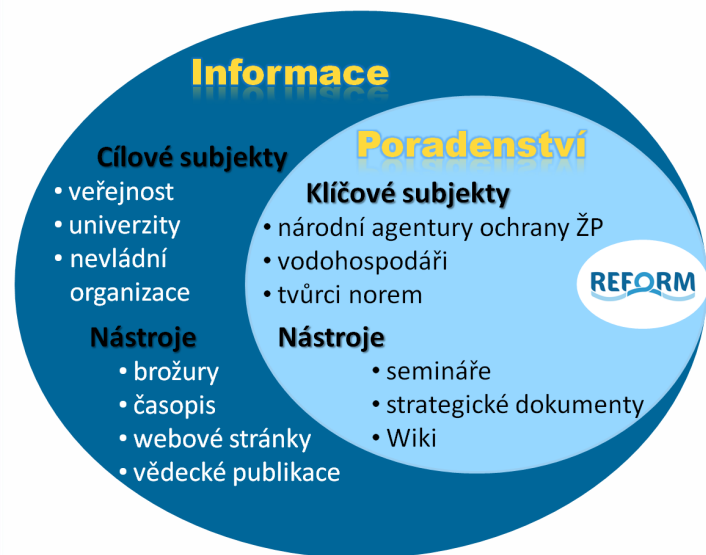 Informace
Cílové subjekty
• veřejnost
• univerzity
• nevládní
organizace
Nástroje
• brožury
• časopis
• webové stránky
• vědecké publikace
Poradenství
Klíčové subjekty
• národní agentury ochrany ŽP
• vodohospodáři
• tvůrci norem
Nástroje
• semináře
• strategické dokumenty
• Wiki
REFORM